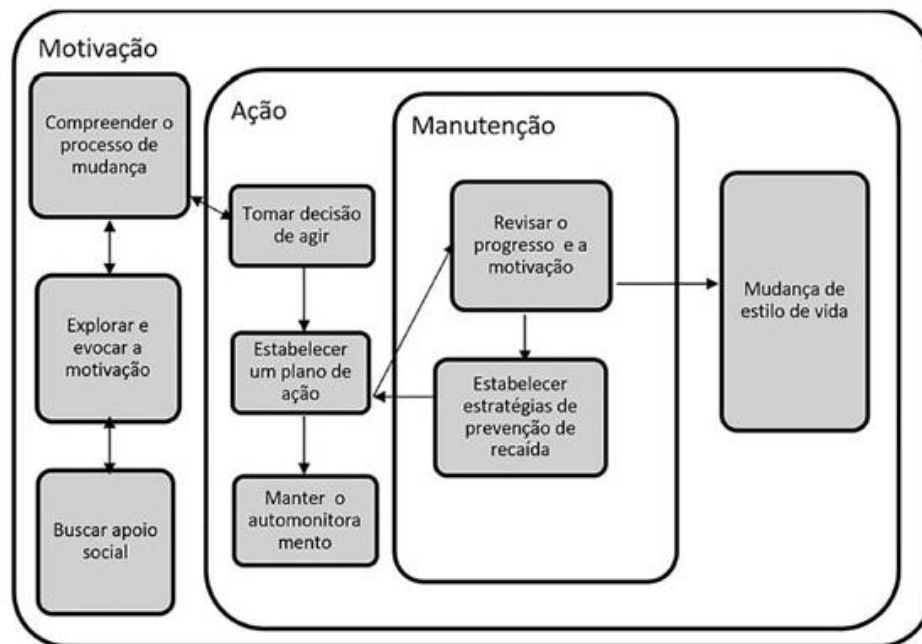 Motivação
Compreender o
processo de
mudança
Explorar e
evocar a
motivação
Buscar apoio
social
Ação
Tomar decisão
de agir
Estabelecer
um plano de
ação
Manter o
automonitora
mento
Manutenção
Revisar o
progresso e a
motivação
Estabelecer
estratégias de
prevenção de
recaída
Mudança de
estilo de vida